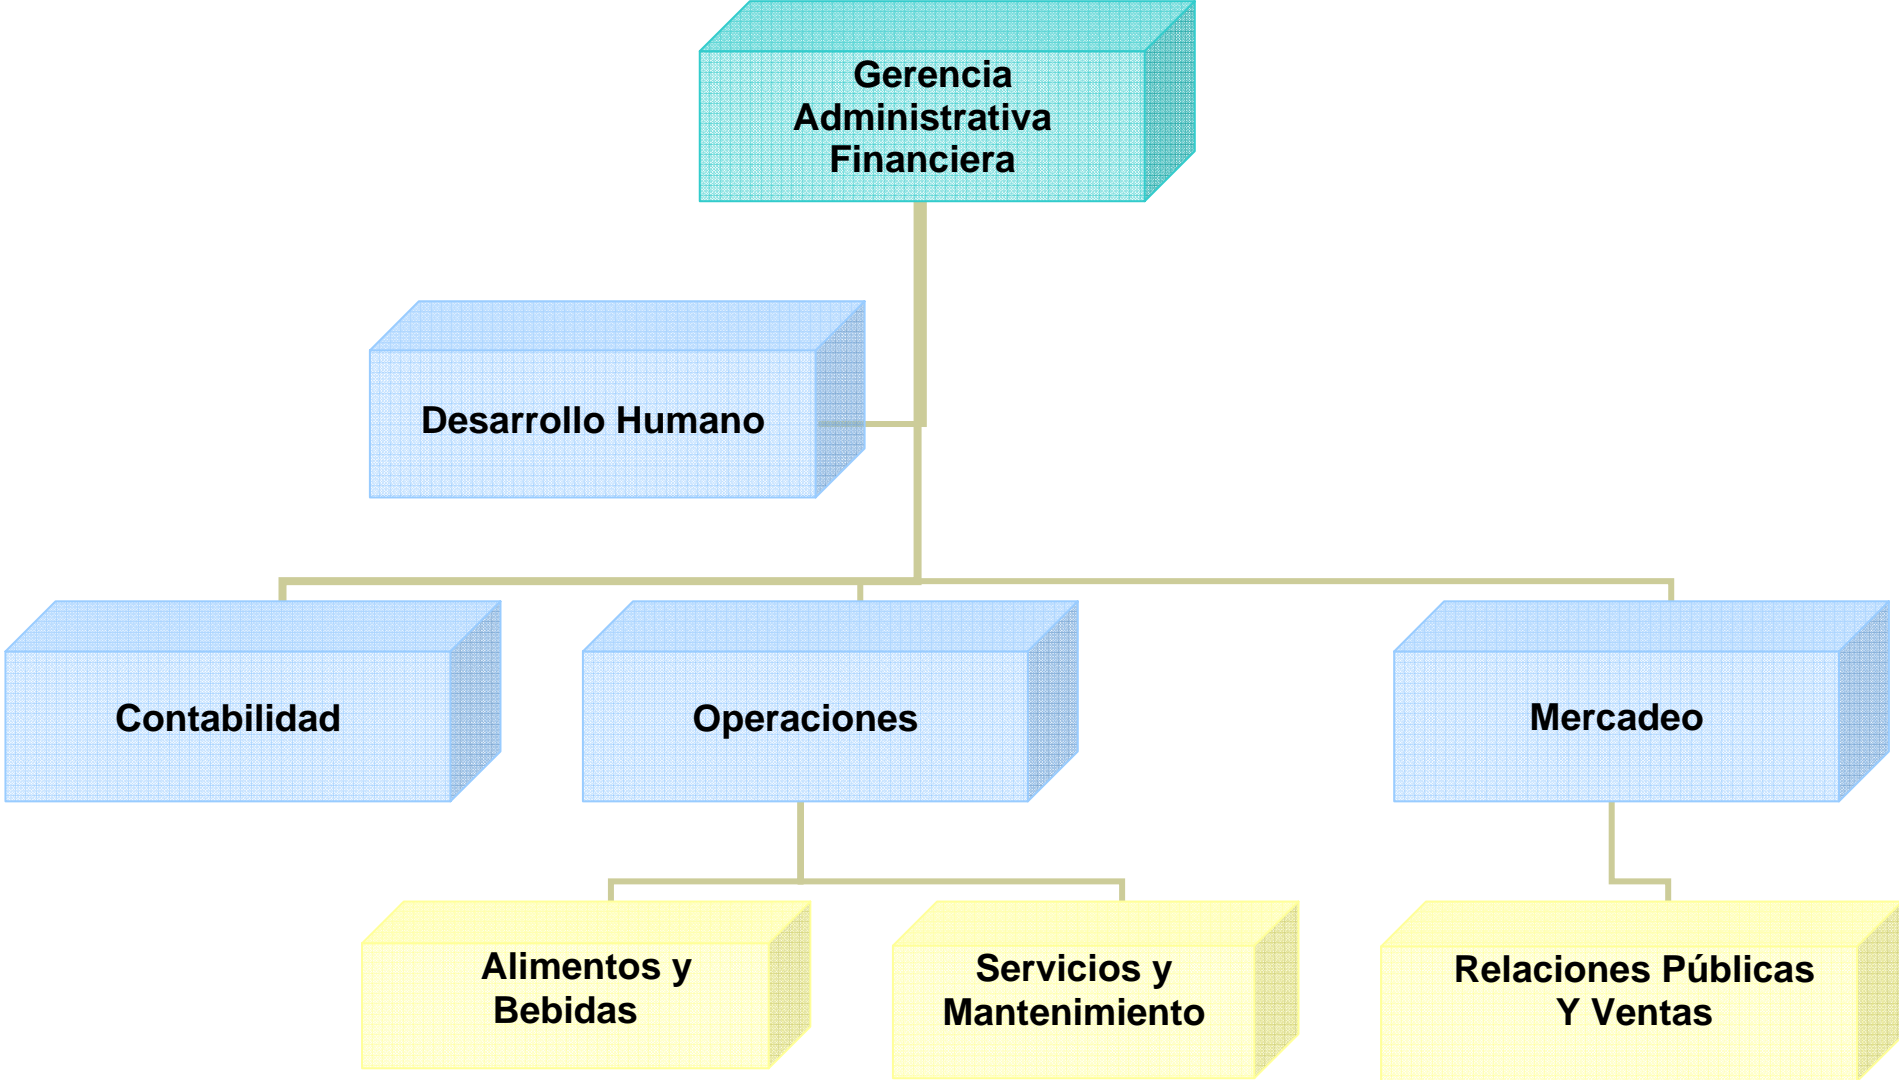 Gerencia
Administrativa
Financiera
Desarrollo Humano
Contabilidad
Operaciones
Mercadeo
Alimentos y
Bebidas
Servicios y
Mantenimiento
Relaciones Públicas
Y Ventas